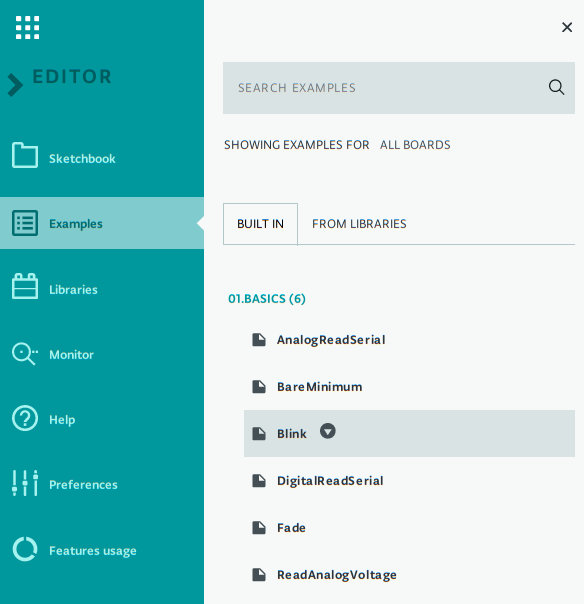 EDITOR
Sketchbook
Examples
Libraries
Monitor
Help
Preferences
Features usage
SEARCH EXAMPLES
SHOWING EXAMPLES FOR ALL BOARDS
BUILT IN FROM LIBRARIES
01.BASICS (6)
AnalogReadSerial
BareMinimum
Blink
DigitalReadSerial
Fade
ReadAnalogVoltage